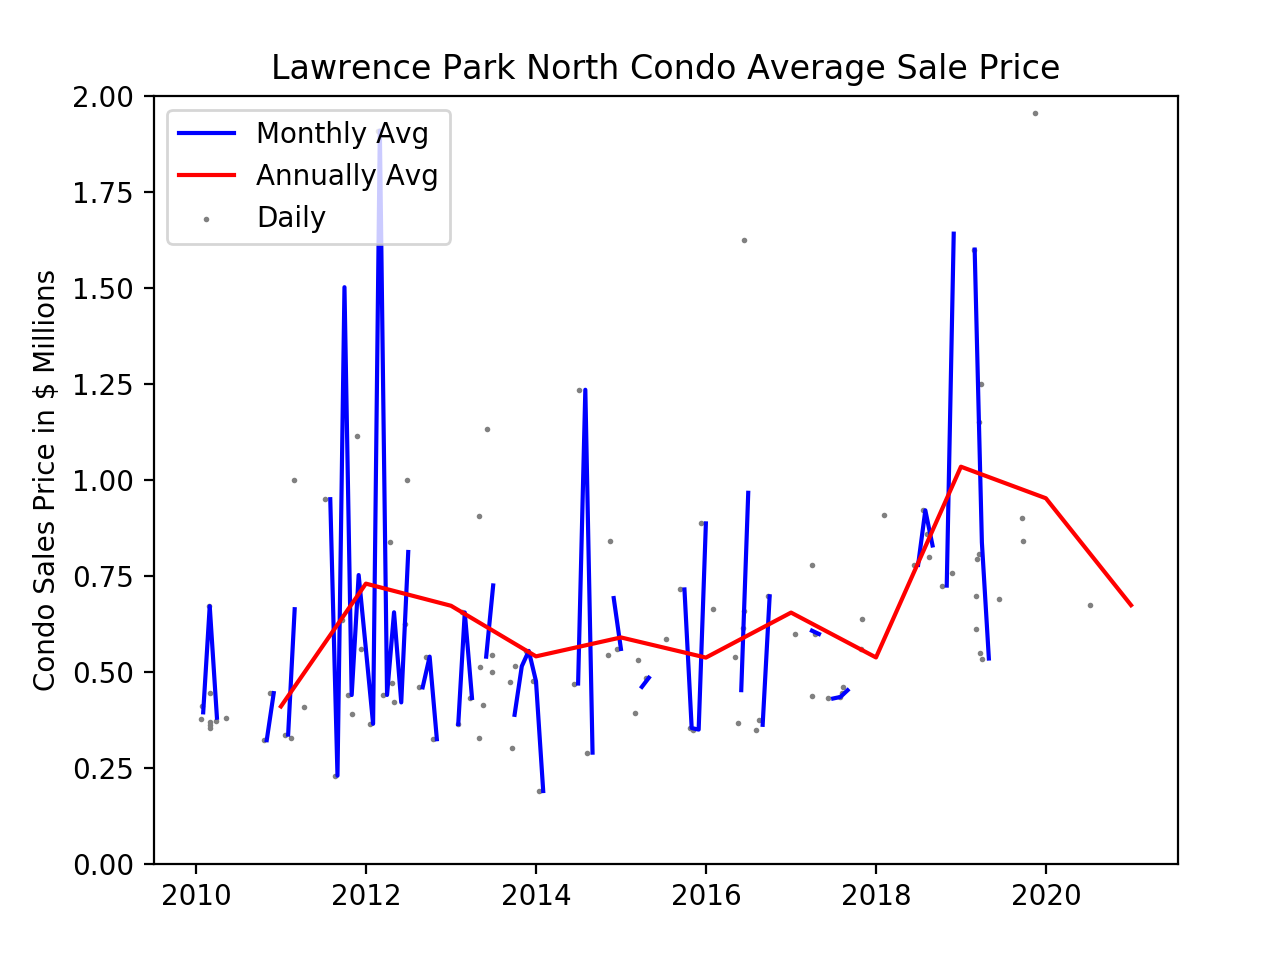 Lawrence Park North Condo Average Sale Price
Condo Sales Price in $ Millions
2.00
1.75
1.50
1.25
1.00
0.75
0.50
0.25
0.00
Monthly Avg
Annually Avg
Daily
2010 2012 2014 2016 2018 2020